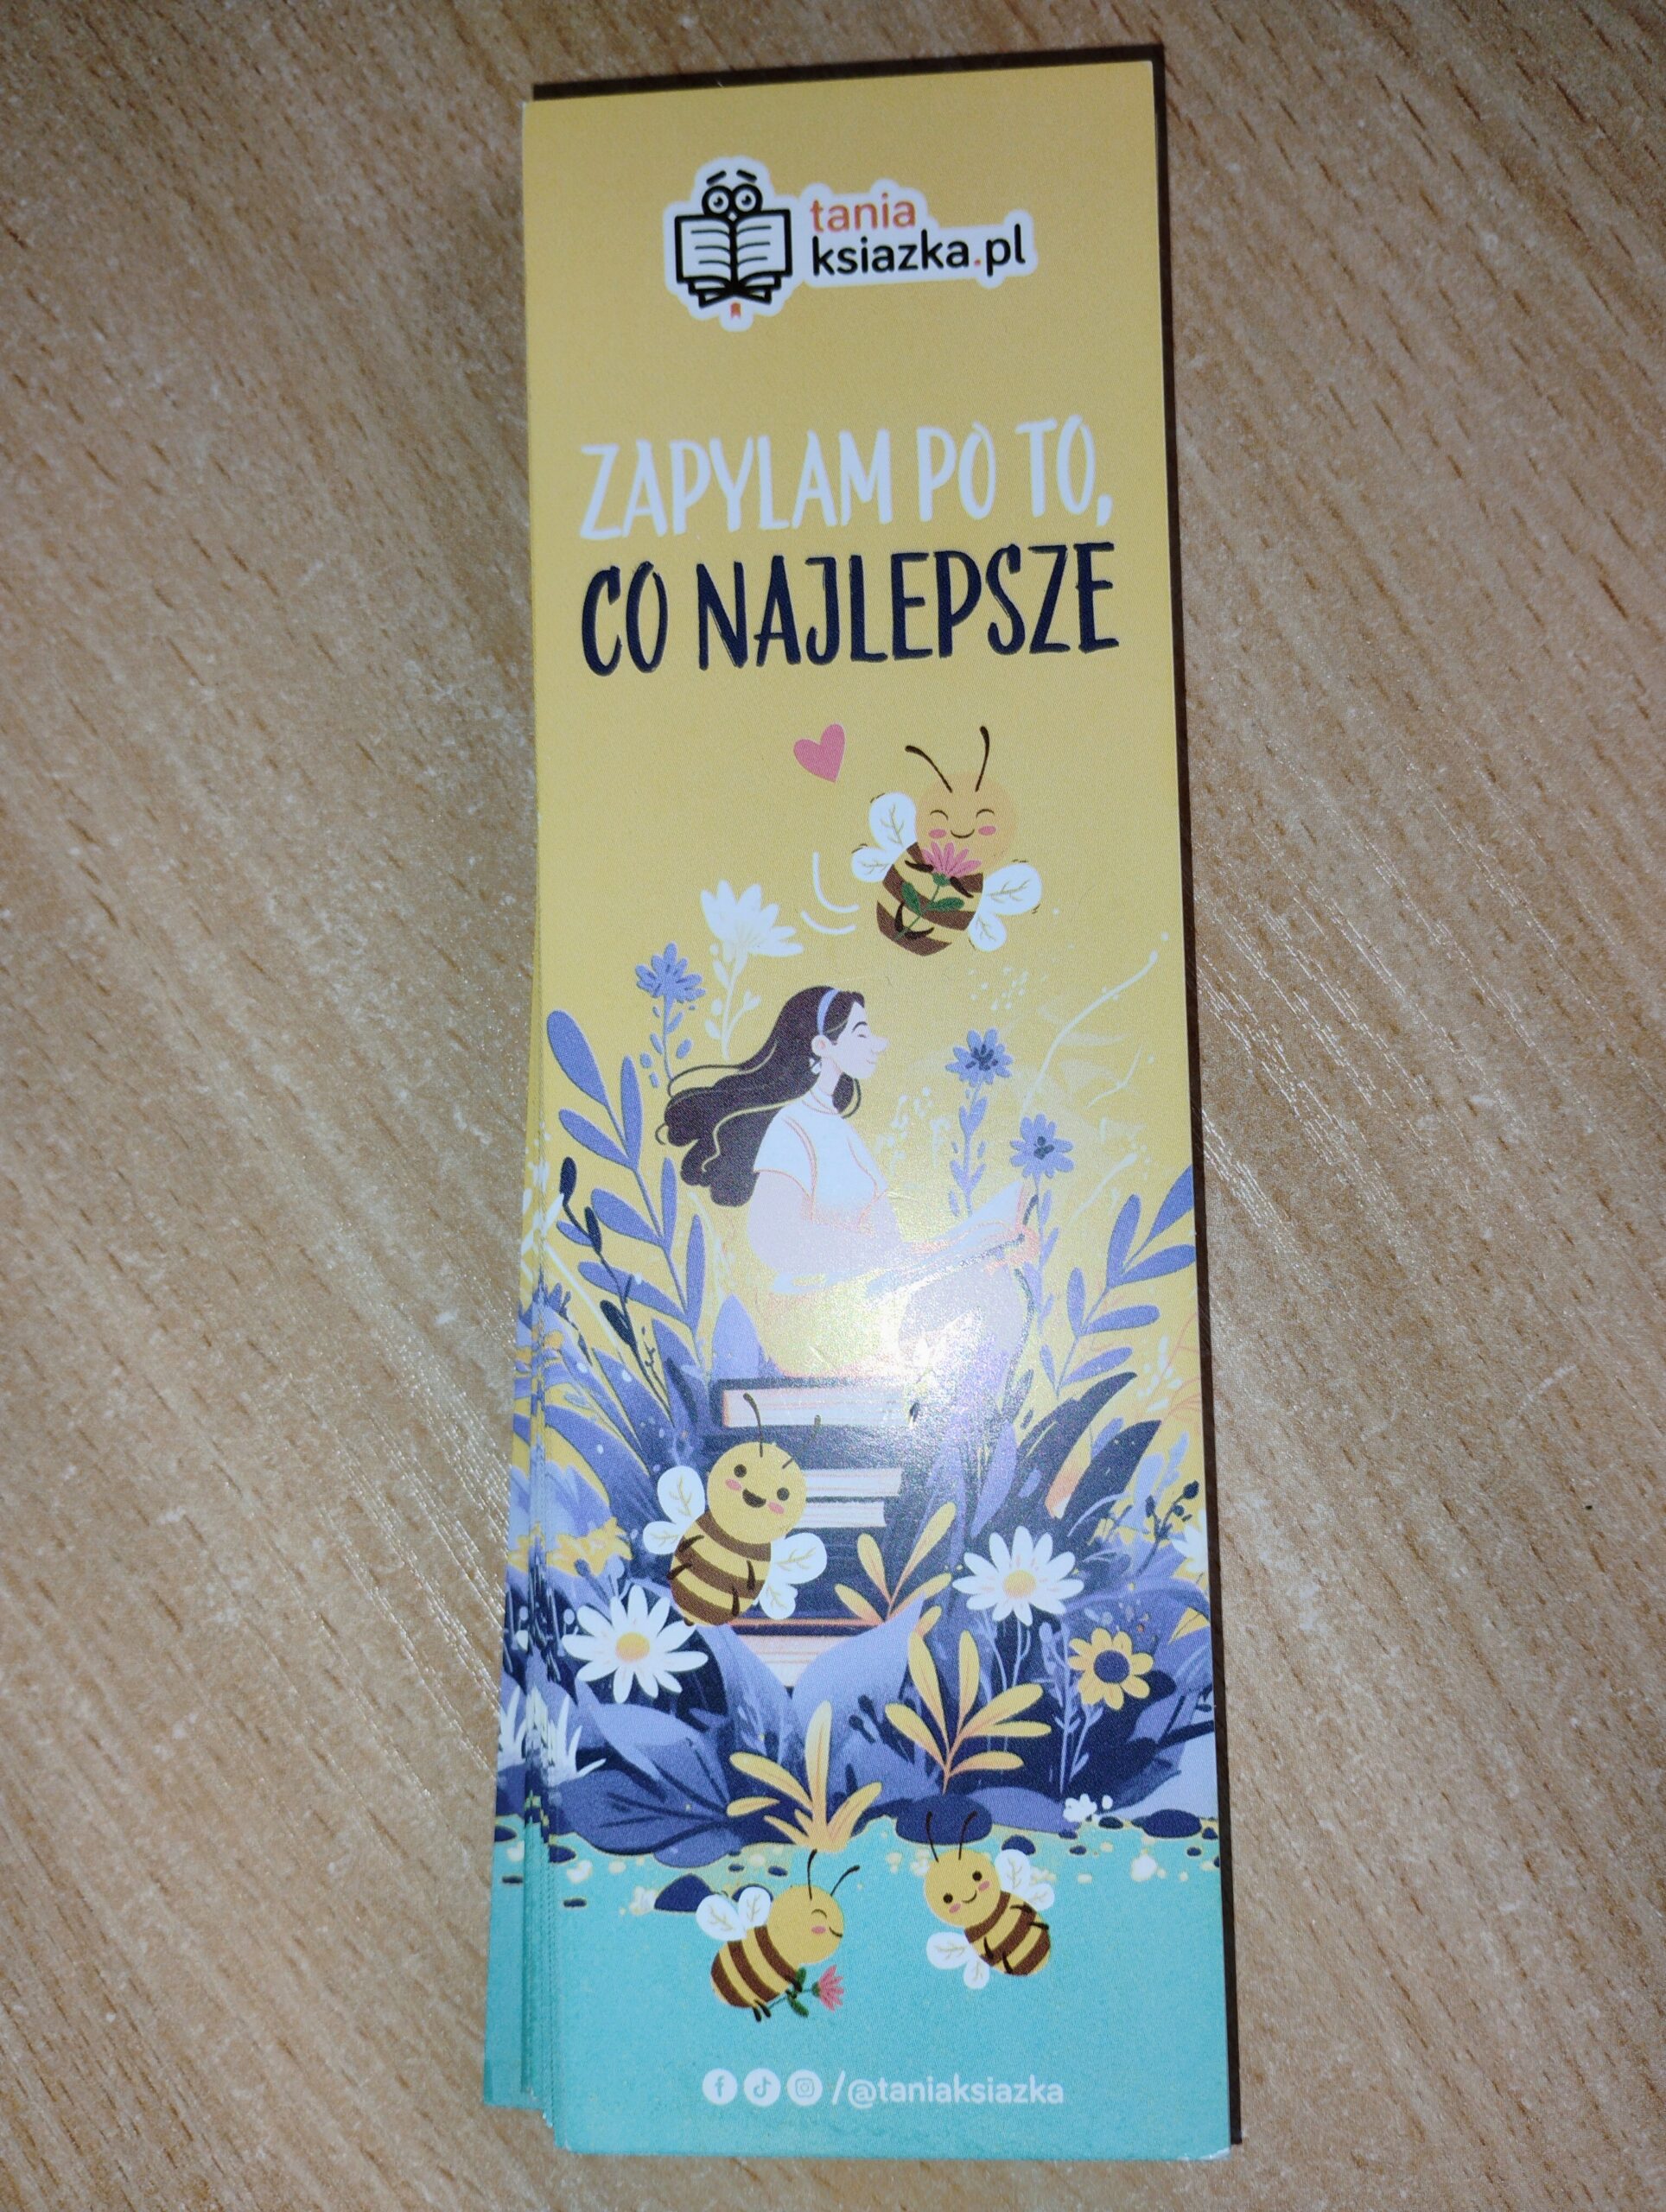 tania
ksiazka.pl
ZAPYLAM PO TO,
CO NAJLEPSZE
/@taniaksiazka